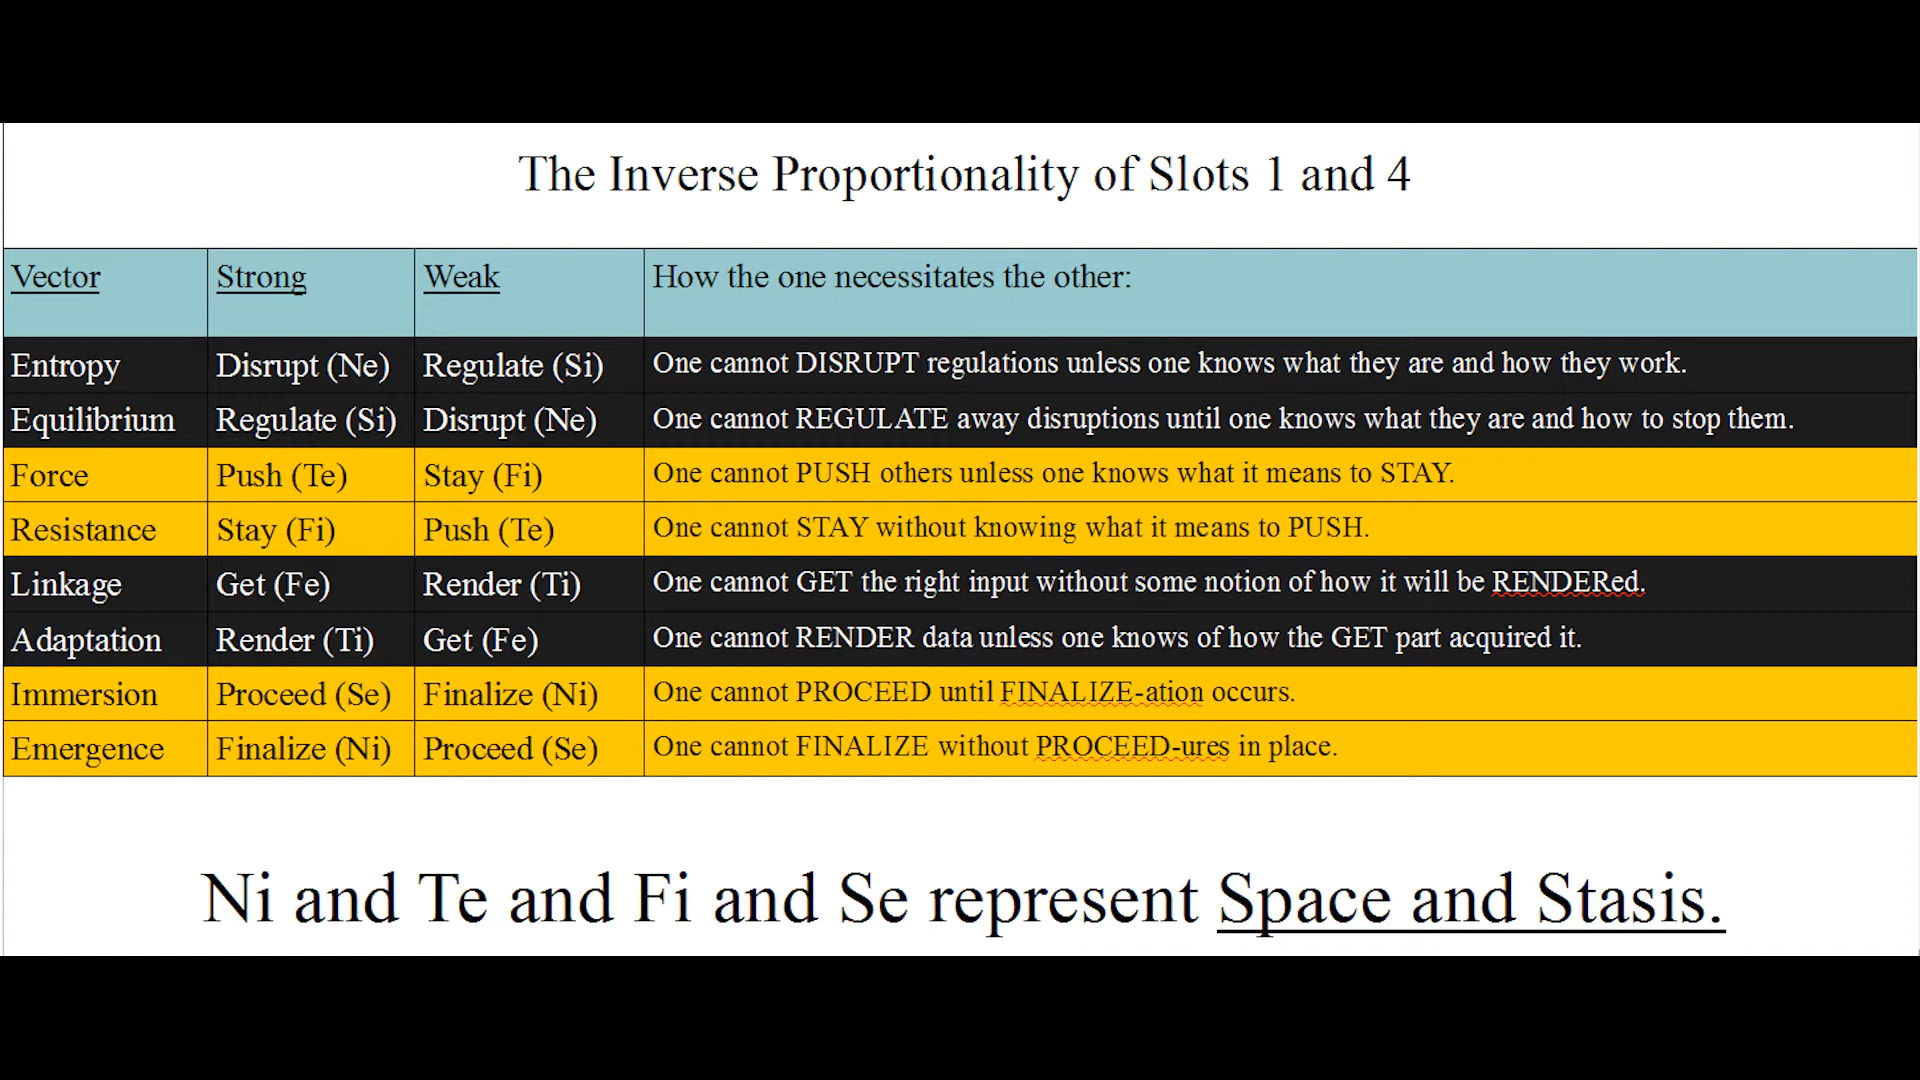 The Inverse Proportionality of Slots 1 and 4
Vector Strong Weak How the one necessitates the other:
Entropy Disrupt (Ne) Regulate (Si) One cannot DISRUPT regulations unless one knows what they are and how they work.
Equilibrium Regulate (Si) Disrupt (Ne) One cannot REGULATE away disruptions until one knows what they are and how to stop them.
Force Push (Te) Stay (Fi) One cannot PUSH others unless one knows what it means to STAY.
Resistance Stay (Fi) Push (Te) One cannot STAY without knowing what it means to PUSH.
Linkage Get (Fe) Render (Ti) One cannot GET the right input without some notion of how it will be RENDERed.
Adaptation Render (Ti) Get (Fe) One cannot RENDER data unless one knows of how the GET part acquired it.
Immersion Proceed (Se) Finalize (Ni) One cannot PROCEED until FINALIZE-ation occurs.
Emergence Finalize (Ni) Proceed (Se) One cannot FINALIZE without PROCEED-ures in place.
Ni and Te and Fi and Se represent Space and Stasis.